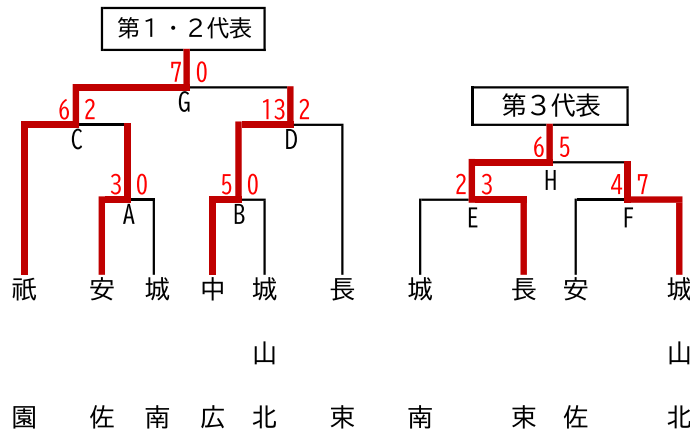 第１・２代表
7 0
G
第３代表
6 2
13 2
C
D
6 5
H
3 0
5 0
2 3
4 7
A
B
E
F
祇園
安佐
城南
中広
城山北
長束
城南
長束
安佐
城山北